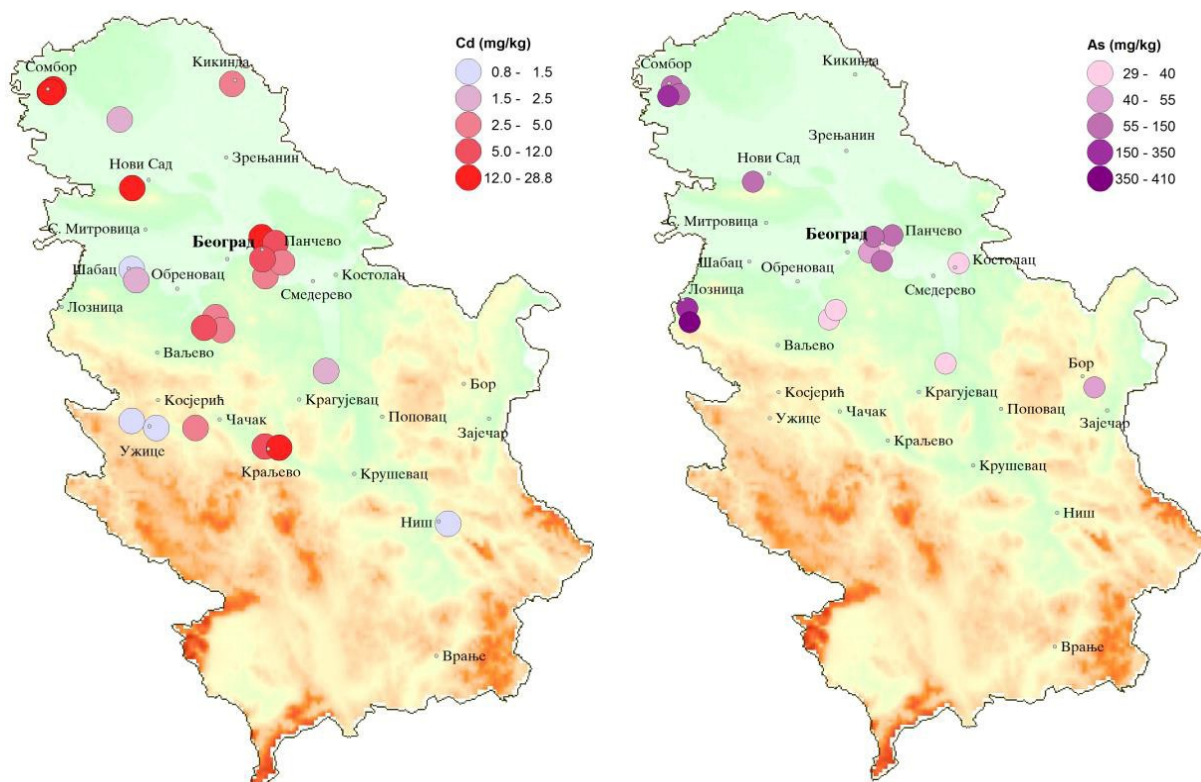 Cd (mg/kg)
0.8 - 1.5
1.5 - 2.5
2.5 - 5.0
5.0 - 12.0
12.0 - 28.8
Сомбор
Кикинда
Зрењанин
Нови Сад
С. Митровица
Београд
Панчево
Шабац
Обреновац
Костолац
Смедерево
Лозница
Ваљево
Бор
Косјерић
Крагујевац
Чачак
Поповац
Зајечар
Ужице
Краљево
Крушевац
Ниш
Врање
As (mg/kg)
29 - 40
40 - 55
55 - 150
150 - 350
350 - 410
Сомбор
Кикинда
Зрењанин
Нови Сад
С. Митровица
Београд
Панчево
Шабац
Обреновац
Костолац
Смедерево
Лозница
Ваљево
Бор
Косјерић
Крагујевац
Ужице
Чачак
Поповац
Зајечар
Краљево
Крушевац
Ниш
Врање